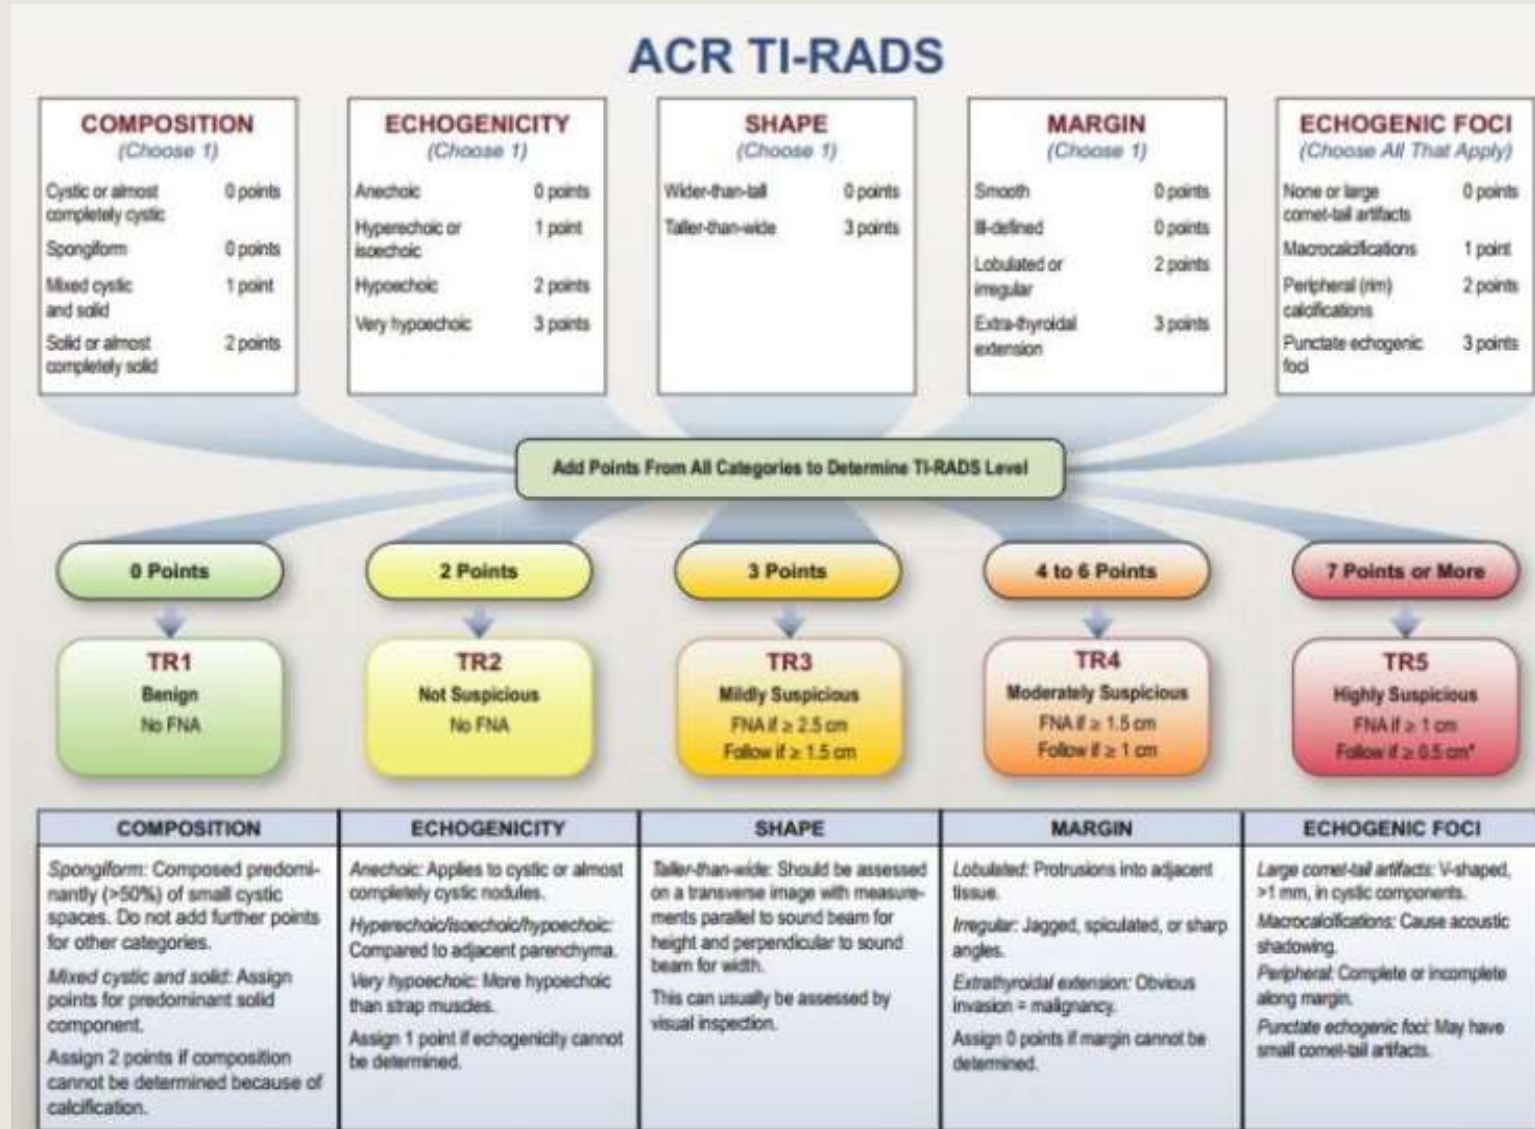 ACR TI-RADS
COMPOSITION
(Choose 1)
Cystic or almost completely cystic 0 points
Spongiform 0 points
Mixed cystic and solid 1 point
Solid or almost completely solid 2 points
ECHOGENICITY
(Choose 1)
Anechoic 0 points
Hyperechoic or isoechoic 1 point
Hypoechoic 2 points
Very hypoechoic 3 points
SHAPE
(Choose 1)
Wider-than-tall 0 points
Taller-than-wide 3 points
MARGIN
(Choose 1)
Smooth 0 points
Ill-defined 0 points
Lobulated or irregular 2 points
Extra-thyroidal extension 3 points
ECHOGENIC FOCI
(Choose All That Apply)
None or large comet-tail artifacts 0 points
Macrocalcifications 1 point
Peripheral (rim) calcifications 2 points
Punctate echogenic foci 3 points
Add Points From All Categories to Determine TI-RADS Level
0 Points
2 Points
3 Points
4 to 6 Points
7 Points or More
TR1
Benign
No FNA
TR2
Not Suspicious
No FNA
TR3
Mildly Suspicious
FNA if ≥ 2.5 cm
Follow if ≥ 1.5 cm
TR4
Moderately Suspicious
FNA if ≥ 1.5 cm
Follow if ≥ 1 cm
TR5
Highly Suspicious
FNA if ≥ 1 cm
Follow if ≥ 0.5 cm*
COMPOSITION
Spongiform: Composed predomi-
nantly (>50%) of small cystic
spaces. Do not add further points
for other categories.
Mixed cystic and solid: Assign
points for predominant solid
component.
Assign 2 points if composition
cannot be determined because of
calcification.
ECHOGENICITY
Anechoic: Applies to cystic or almost
completely cystic nodules.
Hyperechoic/isoechoic/hypoechoic:
Compared to adjacent parenchyma.
Very hypoechoic: More hypoechoic
than strap muscles.
Assign 1 point if echogenicity cannot
be determined.
SHAPE
Taller-than-wide: Should be assessed
on a transverse image with measure-
ments parallel to sound beam for
height and perpendicular to sound
beam for width.
This can usually be assessed by
visual inspection.
MARGIN
Lobulated: Protrusions into adjacent
tissue.
Irregular: Jagged, spiculated, or sharp
angles.
Extrathyroidal extension: Obvious
invasion = malignancy.
Assign 0 points if margin cannot be
determined.
ECHOGENIC FOCI
Large comet-tail artifacts: V-shaped,
>1 mm, in cystic components.
Macrocalcifications: Cause acoustic
shadowing.
Peripheral: Complete or incomplete
along margin.
Punctate echogenic foci: May have
small comet-tail artifacts.